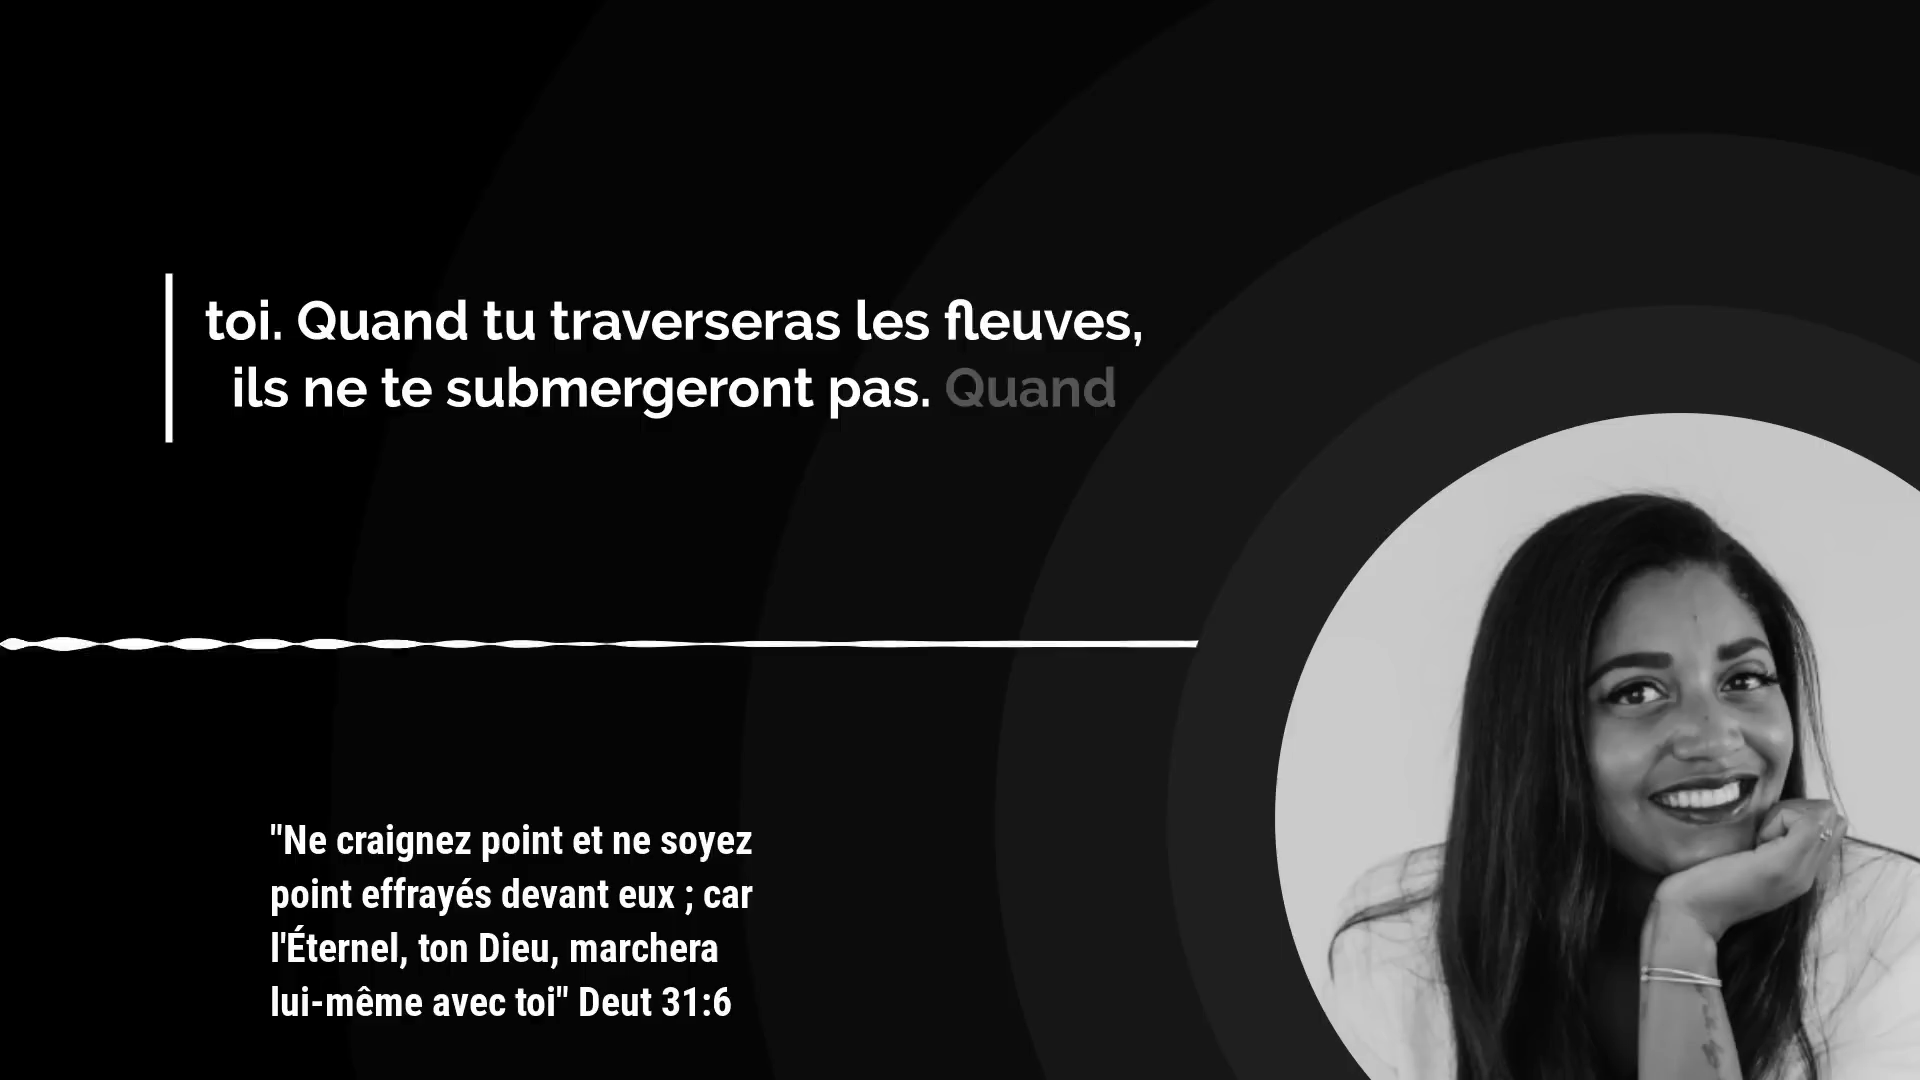 toi. Quand tu traverseras les fleuves,
ils ne te submergeront pas. Quand
"Ne craignez point et ne soyez
point effrayés devant eux ; car
l'Éternel, ton Dieu, marchera
lui-même avec toi" Deut 31:6